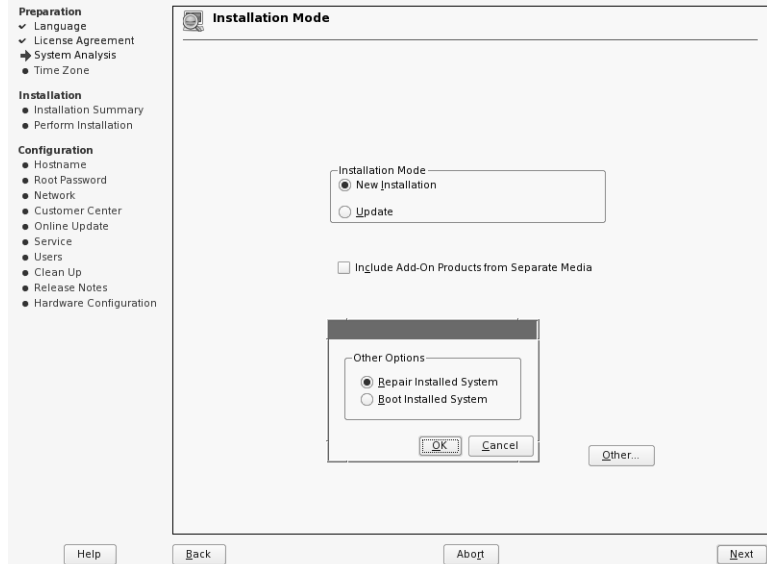 Preparation
Language
License Agreement
System Analysis
Time Zone
Installation
Installation Summary
Perform Installation
Configuration
Hostname
Root Password
Network
Customer Center
Online Update
Service
Users
Clean Up
Release Notes
Hardware Configuration
Installation Mode
Installation Mode
New Installation
Update
Include Add-On Products from Separate Media
Other Options
Repair Installed System
Boot Installed System
OK Cancel
Other...
Help Back Abort Next